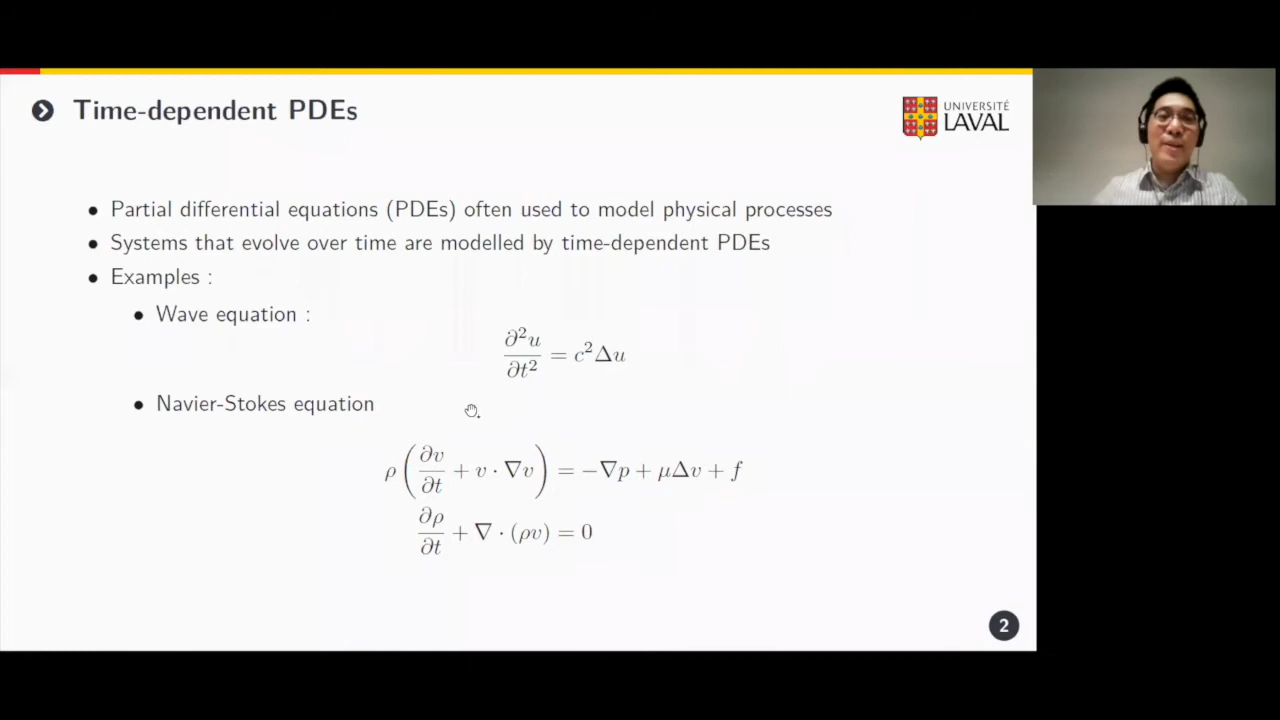 Time-dependent PDEs
UNIVERSITÉ
LAVAL
• Partial differential equations (PDEs) often used to model physical processes
• Systems that evolve over time are modelled by time-dependent PDEs
• Examples :
• Wave equation :
∂²u/∂t² = c²Δu
• Navier-Stokes equation
ρ(∂v/∂t + v · ∇v) = −∇p + μΔv + f
∂ρ/∂t + ∇ · (ρv) = 0
2